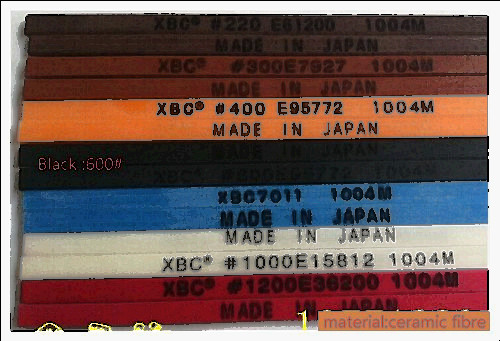 XBC® #220 E61200 1004M
MADE IN JAPAN
XBC® #300E7927 1004M
MADE IN JAPAN
XBC® #400 E95772 1004M
MADE IN JAPAN
Black :600#
1004M
XBC7011 1004M
MADE IN JAPAN
MADE IN JAPAN
XBC® #1000E15812 1004M
XBC® #1200E36200 1004M
MADE IN JAPAN
material:ceramic fibre